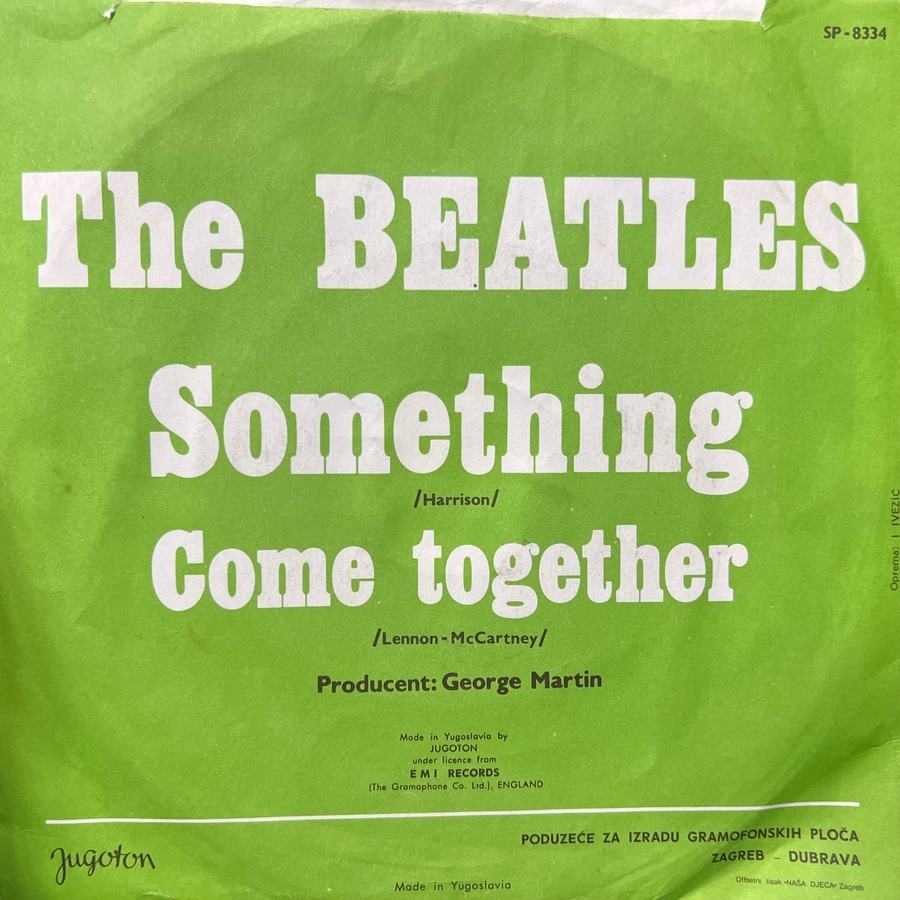 SP-8334
The BEATLES
Something
/Harrison/
Come together
/Lennon-McCartney/
Producent: George Martin
Made in Yugoslavia by
JUGOTON
under licence from
EMI RECORDS
(The Gramophone Co. Ltd.), ENGLAND
Oprema: I IVEZIĆ
Jugoton
PODUZEĆE ZA IZRADU GRAMOFONSKIH PLOČA
ZAGREB - DUBRAVA
Made in Yugoslavia
Offsetni tisak »NAŠA DJECA« Zagreb